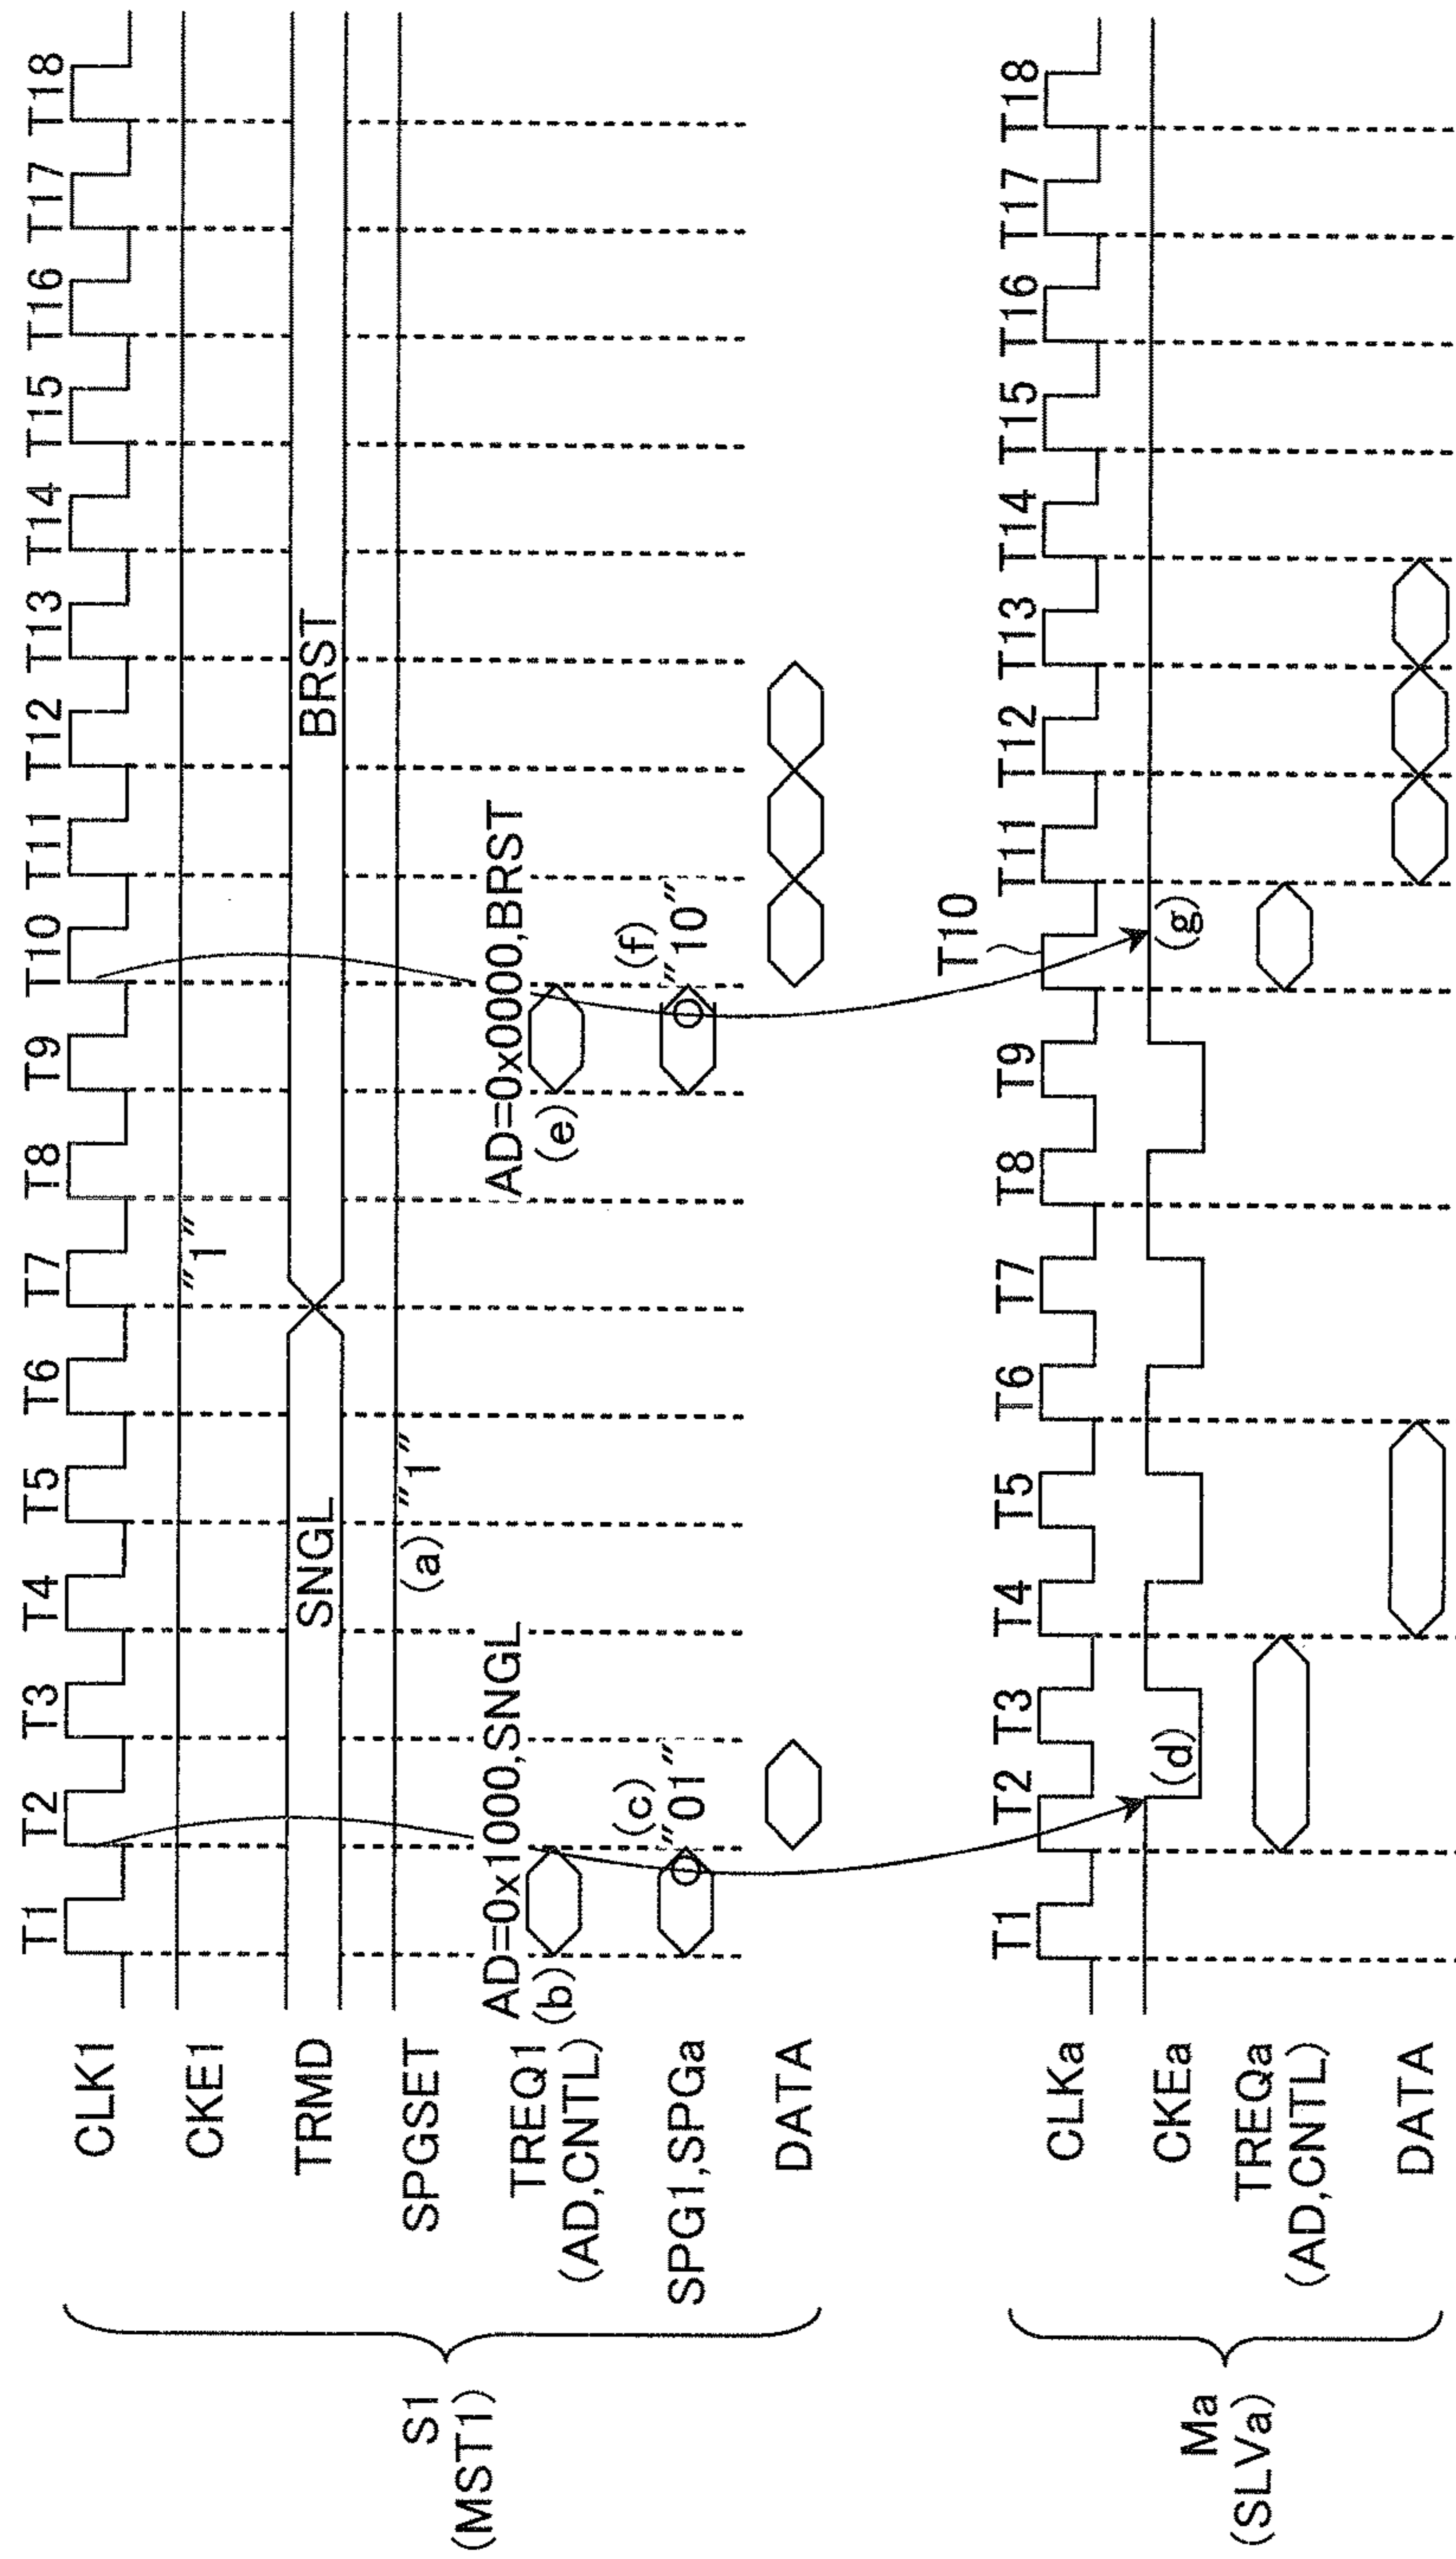 T1 T2 T3 T4 T5 T6 T7 T8 T9 T10 T11 T12 T13 T14 T15 T16 T17 T18
CLK1
CKE1
"1"
TRMD
SNGL
BRST
SPGSET
(a)
"1"
TREQ1
(AD,CNTL)
AD=0x1000,SNGL
(b)
AD=0x0000,BRST
(e)
SPG1,SPGa
(c)
"01"
(f)
"10"
DATA
S1
(MST1)
T10
T1 T2 T3 T4 T5 T6 T7 T8 T9 T11 T12 T13 T14 T15 T16 T17 T18
CLKa
CKEa
(d)
(g)
TREQa
(AD,CNTL)
DATA
Ma
(SLVa)